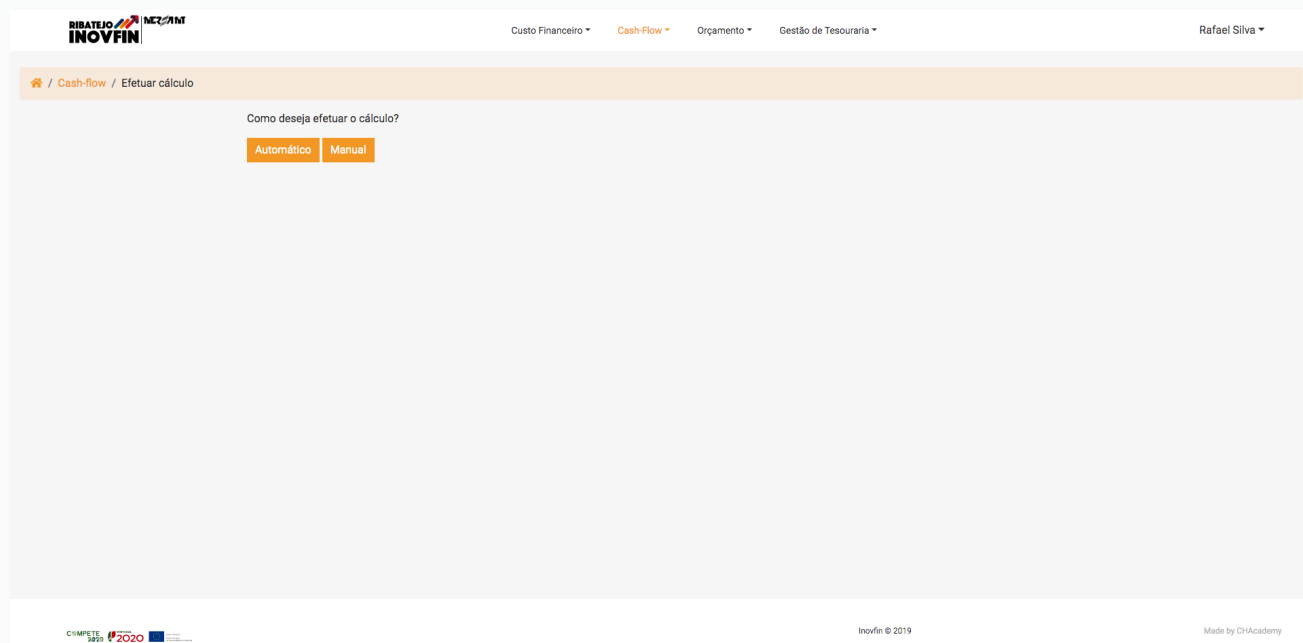 RIBATEJO
INOVFIN
NERSANT
Custo Financeiro
Cash-Flow
Orçamento
Gestão de Tesouraria
Rafael Silva
/ Cash-flow / Efetuar cálculo
Como deseja efetuar o cálculo?
Automático
Manual
COMPETE
2020
PORTUGAL
2020
Inovfin © 2019
Made by CHAcademy